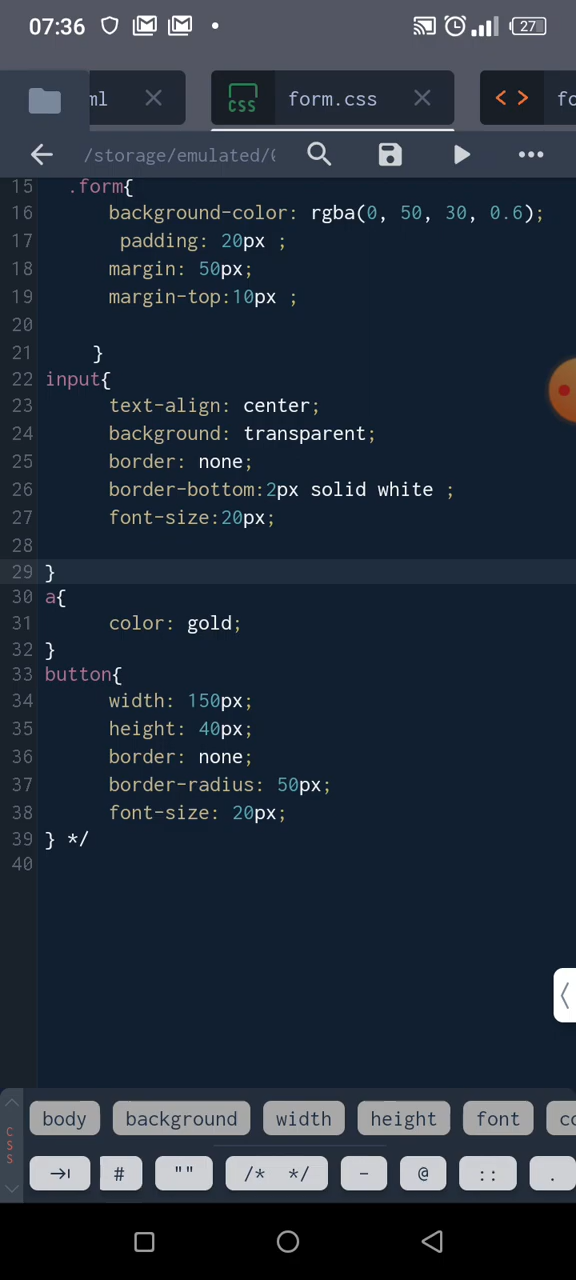 07:36
27
ml
CSS
form.css
< >
fo
/storage/emulated/0
15 .form{
16 background-color: rgba(0, 50, 30, 0.6);
17 padding: 20px ;
18 margin: 50px;
19 margin-top:10px ;
20
21 }
22 input{
23 text-align: center;
24 background: transparent;
25 border: none;
26 border-bottom:2px solid white ;
27 font-size:20px;
28
29 }
30 a{
31 color: gold;
32 }
33 button{
34 width: 150px;
35 height: 40px;
36 border: none;
37 border-radius: 50px;
38 font-size: 20px;
39 } */
40
CSS
body background width height font co
# "" /* */ - @ :: .